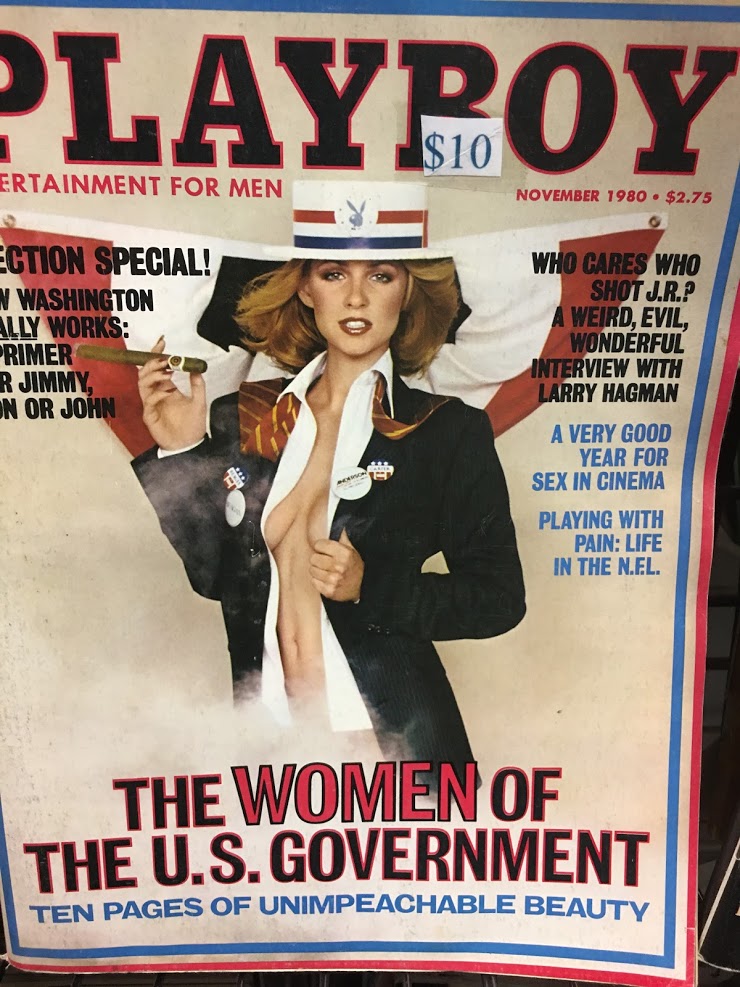 PLAYBOY
$10
ERTAINMENT FOR MEN
NOVEMBER 1980 • $2.75
ECTION SPECIAL!
W WASHINGTON
ALLY WORKS:
PRIMER
R JIMMY,
ON OR JOHN
WHO CARES WHO
SHOT J.R.?
A WEIRD, EVIL,
WONDERFUL
INTERVIEW WITH
LARRY HAGMAN
A VERY GOOD
YEAR FOR
SEX IN CINEMA
PLAYING WITH
PAIN: LIFE
IN THE N.F.L.
ANDERSON
THE WOMEN OF
THE U.S. GOVERNMENT
TEN PAGES OF UNIMPEACHABLE BEAUTY